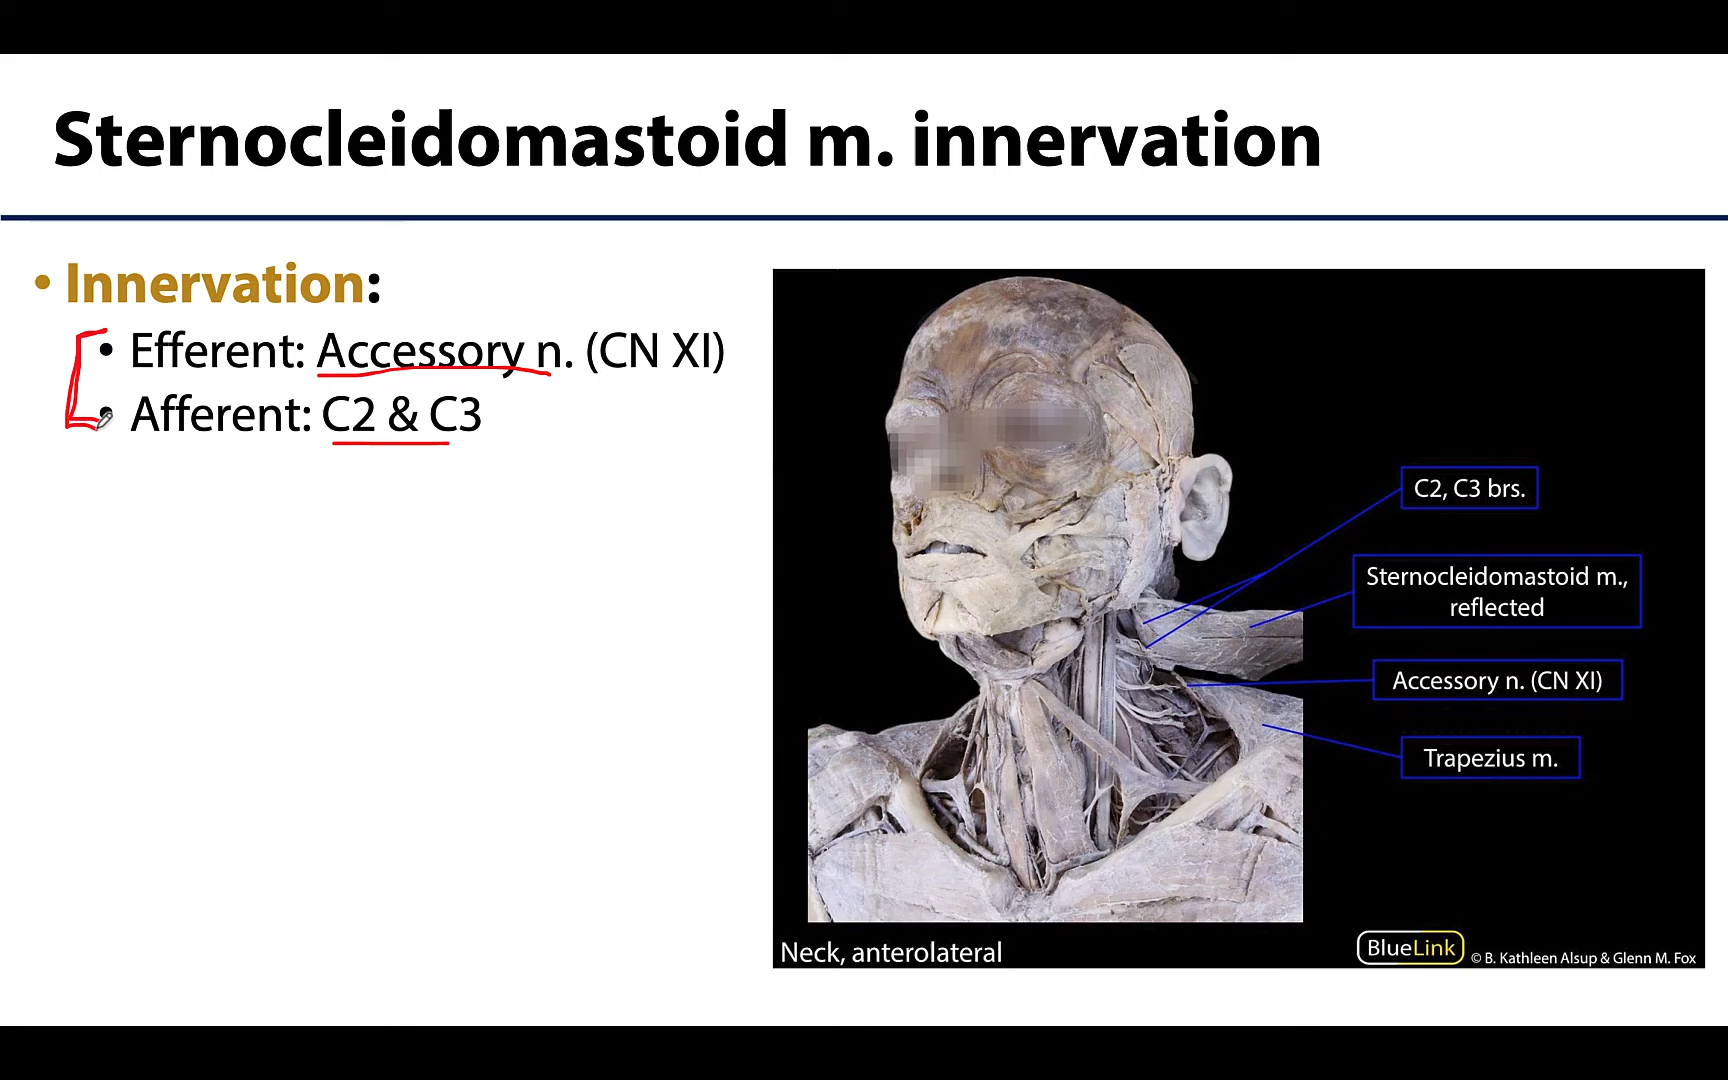 Sternocleidomastoid m. innervation
• Innervation:
• Efferent: Accessory n. (CN XI)
• Afferent: C2 & C3
C2, C3 brs.
Sternocleidomastoid m.,
reflected
Accessory n. (CN XI)
Trapezius m.
Neck, anterolateral
BlueLink
© B. Kathleen Alsup & Glenn M. Fox